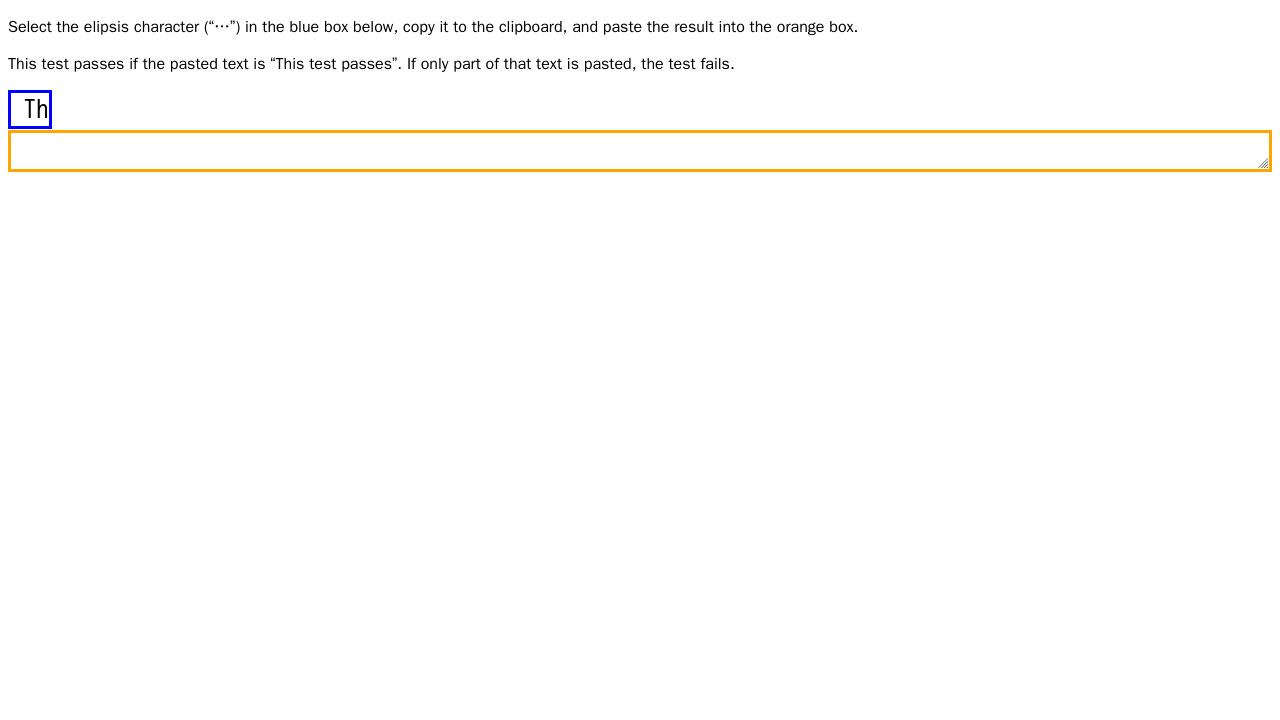 Select the elipsis character (“…”) in the blue box below, copy it to the clipboard, and paste the result into the orange box.
This test passes if the pasted text is “This test passes”. If only part of that text is pasted, the test fails.
Th